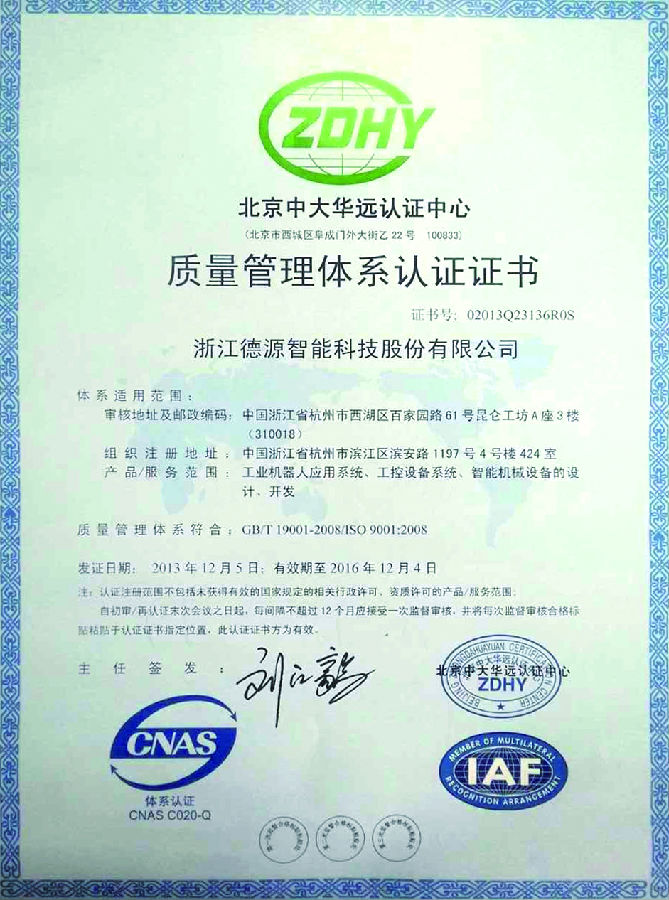 ZDHY
北京中大华远认证中心
(北京市西城区阜成门外大街乙22号 100833)
质量管理体系认证证书
证书号: 02013Q23136R0S
浙江德源智能科技股份有限公司
体系适用范围:
审核地址及邮政编码: 中国浙江省杭州市西湖区百家园路61号昆仑工坊A座3楼
(310018)
组织注册地址: 中国浙江省杭州市滨江区滨安路1197号4号楼424室
产品/服务范围: 工业机器人应用系统、工控设备系统、智能机械设备的设
计、开发
质量管理体系符合: GB/T 19001-2008/ISO 9001:2008
发证日期: 2013年12月5日; 有效期至2016年12月4日
注: 认证注册范围不包括未获得有效的国家规定的相关行政许可、资质许可的产品/服务范围;
自初审/再认证末次会议之日起, 每间隔不超过12个月应接受一次监督审核, 并将每次监督审核合格标
贴粘贴于认证证书指定位置, 此认证证书方为有效。
主任签发:
北京中大华远认证中心
ZDHY
CNAS
体系认证
CNAS C020-Q
MEMBER OF MULTILATERAL
IAF
RECOGNITION ARRANGEMENT